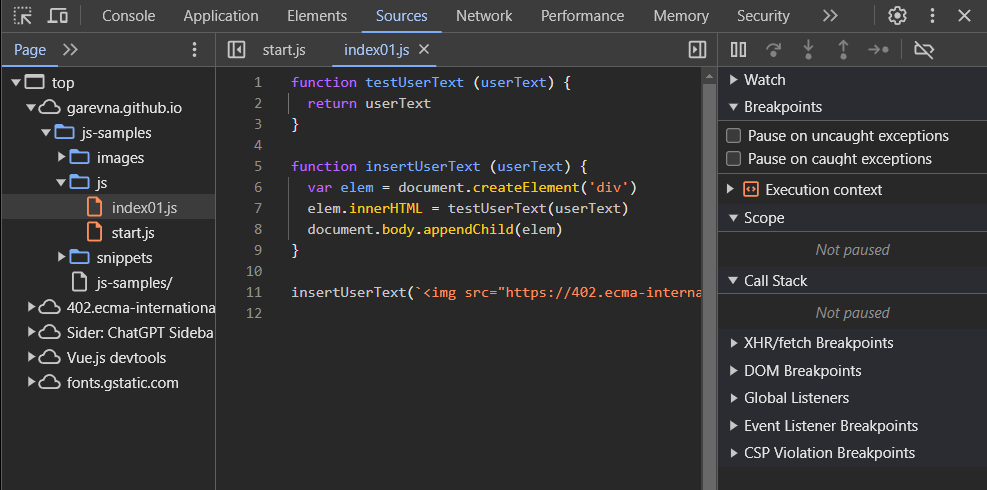 Console Application Elements Sources Network Performance Memory Security
Page
start.js index01.js
top
garevna.github.io
js-samples
images
js
index01.js
start.js
snippets
js-samples/
402.ecma-internationa
Sider: ChatGPT Sideba
Vue.js devtools
fonts.gstatic.com
1 function testUserText (userText) {
2 return userText
3 }
4
5 function insertUserText (userText) {
6 var elem = document.createElement('div')
7 elem.innerHTML = testUserText(userText)
8 document.body.appendChild(elem)
9 }
10
11 insertUserText(`<img src="https://402.ecma-interna
12
Watch
Breakpoints
Pause on uncaught exceptions
Pause on caught exceptions
Execution context
Scope
Not paused
Call Stack
Not paused
XHR/fetch Breakpoints
DOM Breakpoints
Global Listeners
Event Listener Breakpoints
CSP Violation Breakpoints